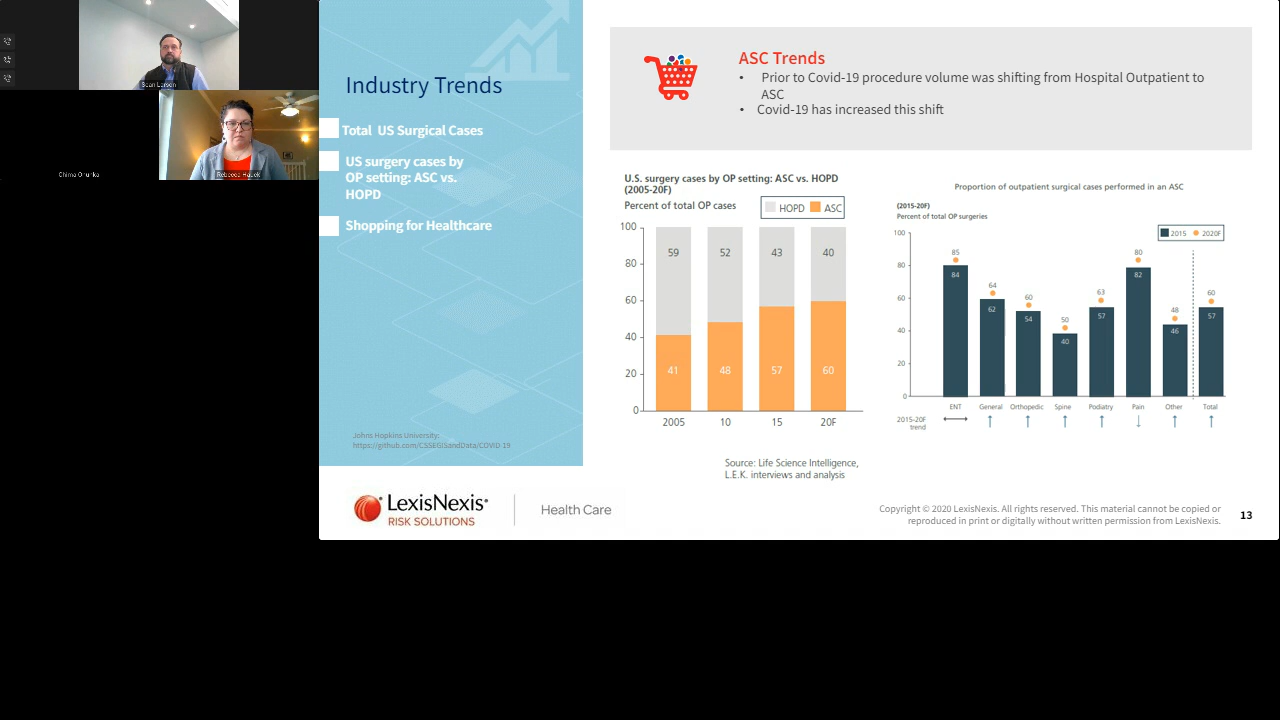 Sean Larson
Chima Onunka
Rebecca Hauck
Industry Trends
Total  US Surgical Cases
US surgery cases by
OP setting: ASC vs.
HOPD
Shopping for Healthcare
Johns Hopkins University:
https://github.com/CSSEGISandData/COVID-19
ASC Trends
• Prior to Covid-19 procedure volume was shifting from Hospital Outpatient to
ASC
• Covid-19 has increased this shift
U.S. surgery cases by OP setting: ASC vs. HOPD
(2005-20F)
Percent of total OP cases
HOPD ASC
100
80
60
40
20
0
59 52 43 40
41 48 57 60
2005 10 15 20F
Source: Life Science Intelligence,
L.E.K. interviews and analysis
Proportion of outpatient surgical cases performed in an ASC
(2015-20F)
Percent of total OP surgeries
2015 2020F
100
80
60
40
20
0
85 64 60 50 63 80 48 60
84 62 54 40 57 82 46 57
ENT General Orthopedic Spine Podiatry Pain Other Total
2015-20F
trend
LexisNexis®
RISK SOLUTIONS
Health Care
Copyright © 2020 LexisNexis. All rights reserved. This material cannot be copied or
reproduced in print or digitally without written permission from LexisNexis.
13